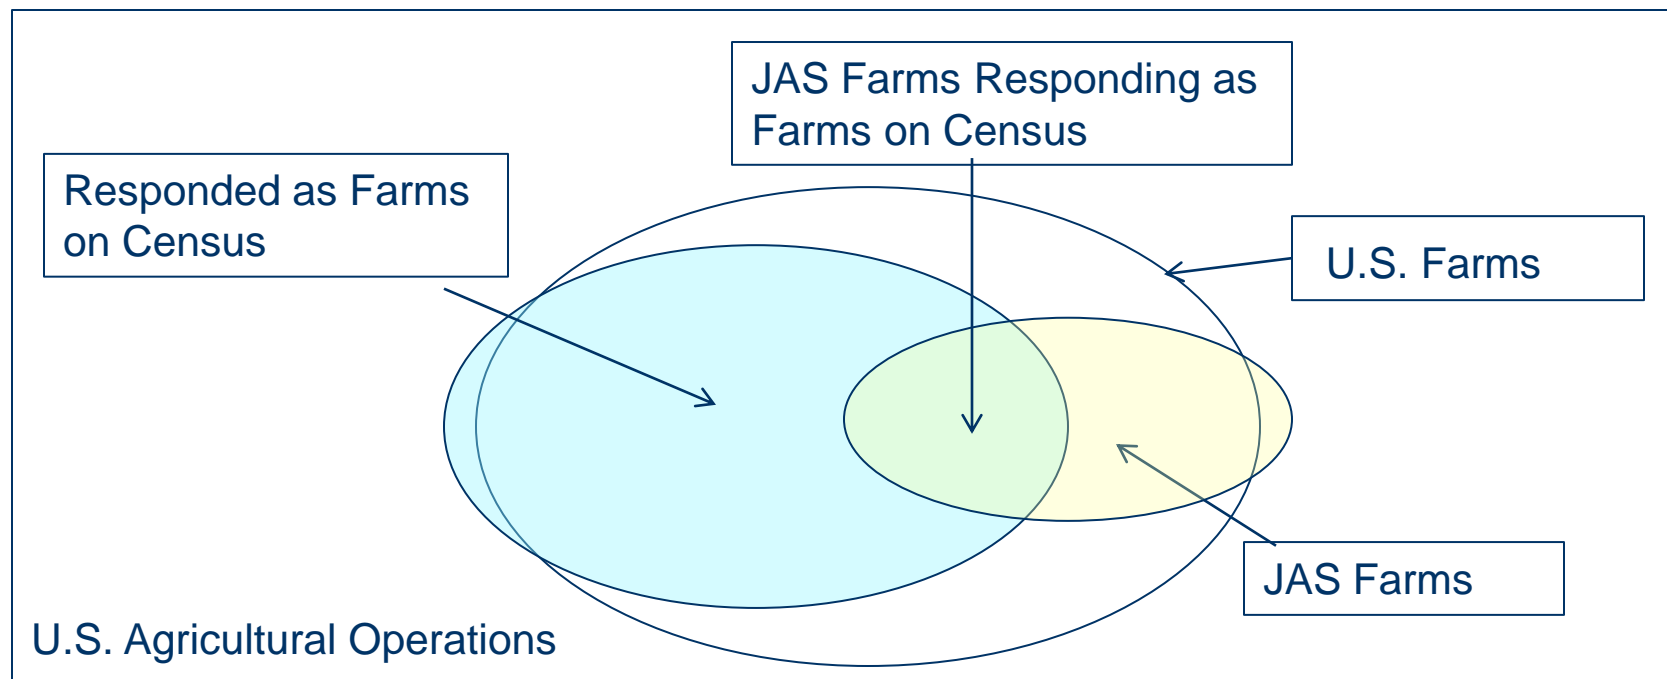 JAS Farms Responding as
Farms on Census
Responded as Farms
on Census
U.S. Farms
JAS Farms
U.S. Agricultural Operations